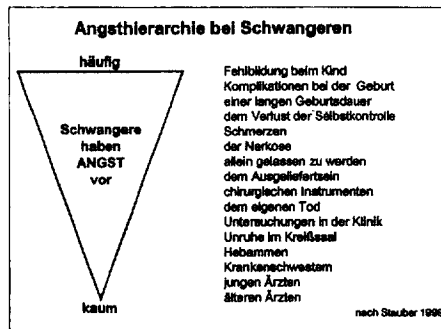 Angsthierarchie bei Schwangeren
häufig
Schwangere
haben
ANGST
vor
kaum
Fehlbildung beim Kind
Komplikationen bei der Geburt
einer langen Geburtsdauer
dem Verlust der Selbstkontrolle
Schmerzen
der Narkose
allein gelassen zu werden
dem Ausgeliefertsein
chirurgischen Instrumenten
dem eigenen Tod
Untersuchungen in der Klinik
Unruhe im Kreißsaal
Hebammen
Krankenschwestern
jungen Ärzten
älteren Ärzten
nach Stauber